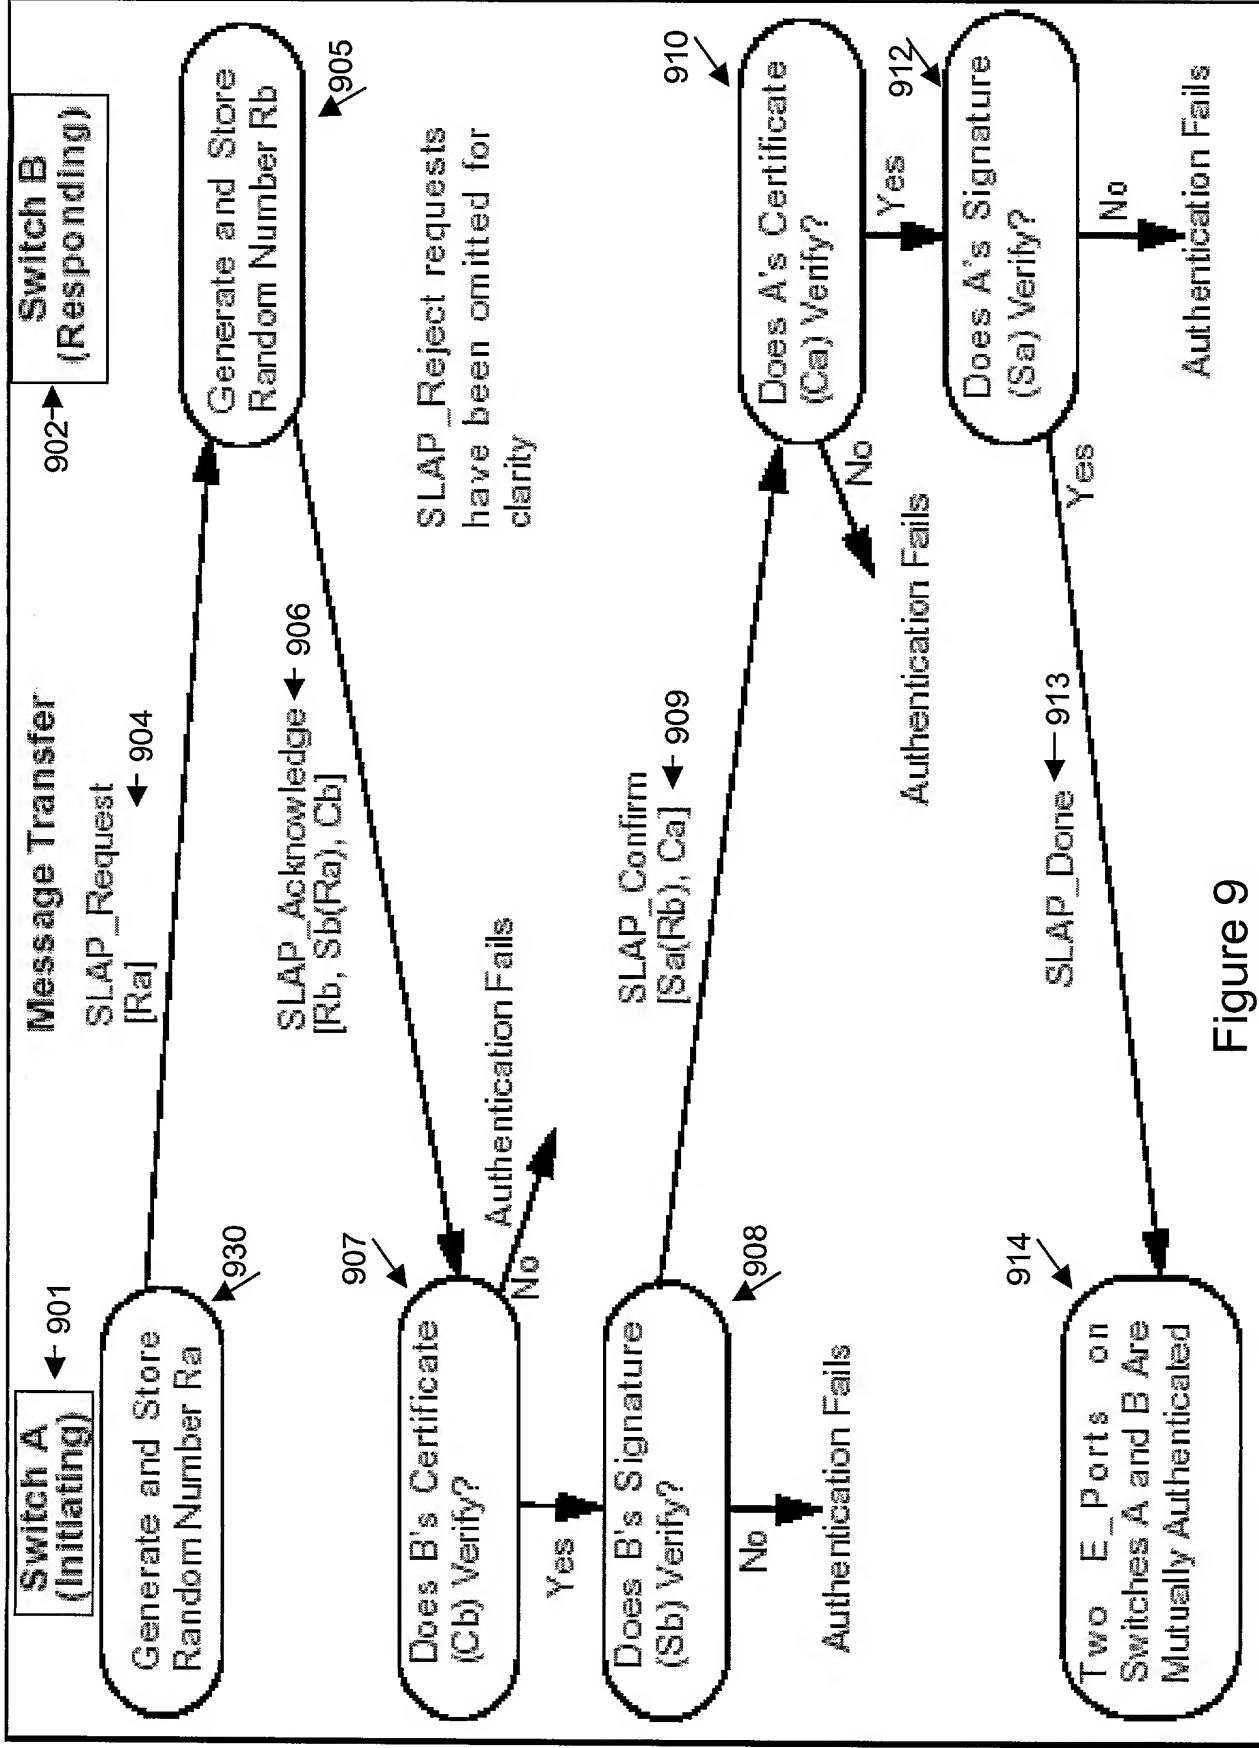 Switch A
(Initiating)
901
Message Transfer
Switch B
(Responding)
902
Generate and Store
Random Number Ra
930
SLAP_Request
[Ra]
904
Generate and Store
Random Number Rb
905
SLAP_Acknowledge
[Rb, Sb(Ra), Cb]
906
SLAP_Reject requests
have been omitted for
clarity
907
Does B's Certificate
(Cb) Verify?
No
Authentication Fails
Yes
Does B's Signature
(Sb) Verify?
908
No
Authentication Fails
SLAP_Confirm
[Sa(Rb), Ca]
909
910
Does A's Certificate
(Ca) Verify?
No
Authentication Fails
Yes
912
Does A's Signature
(Sa) Verify?
No
Authentication Fails
Yes
SLAP_Done
913
914
Two E_Ports on
Switches A and B Are
Mutually Authenticated
Figure 9